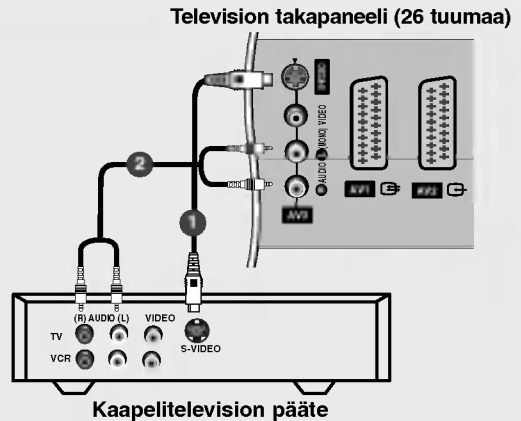 Television takapaneeli (26 tuumaa)
VIDEO
(MONO)
AUDIO
AV1
AV2
AV3
2
1
(R) AUDIO (L)
VIDEO
TV
S-VIDEO
VCR
Kaapelitelevision pääte